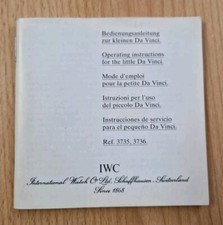 Bedienungsanleitung
zur kleinen Da Vinci.
Operating instructions
for the little Da Vinci.
Mode d'emploi
pour la petite Da Vinci.
Istruzioni per l'uso
del piccolo Da Vinci.
Instrucciones de servicio
para el pequeño Da Vinci.
Ref. 3735, 3736.
IWC
International Watch Co Ltd. Schaffhausen - Switzerland
Since 1868